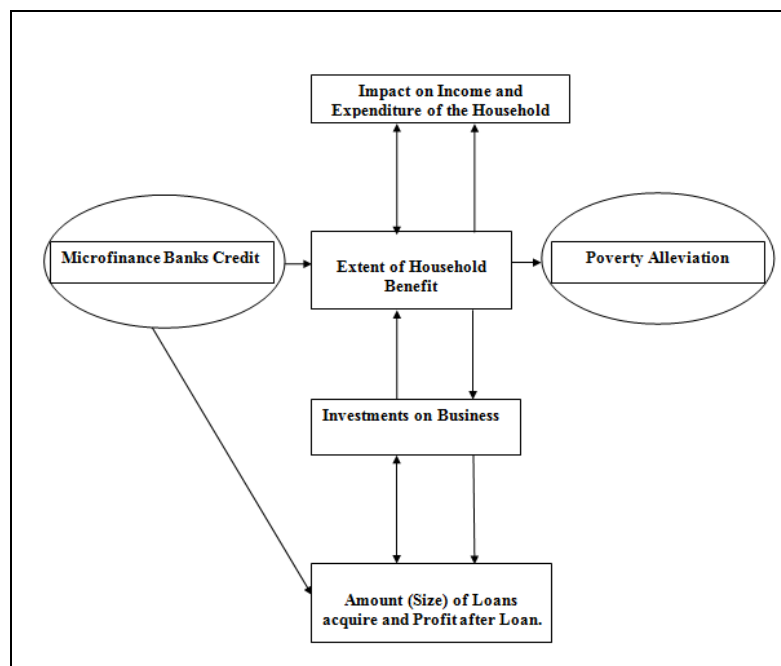 Impact on Income and
Expenditure of the Household
Microfinance Banks Credit
Extent of Household
Benefit
Poverty Alleviation
Investments on Business
Amount (Size) of Loans
acquire and Profit after Loan.